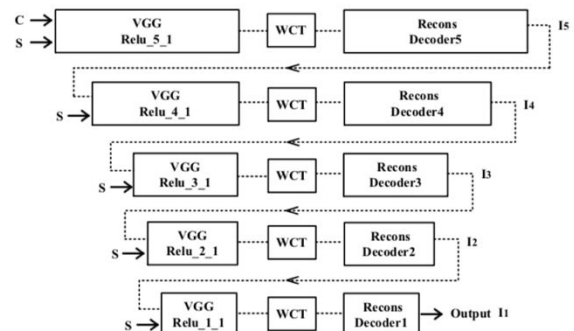 C
S
VGG
Relu_5_1
WCT
Recons
Decoder5
I5
S
VGG
Relu_4_1
WCT
Recons
Decoder4
I4
S
VGG
Relu_3_1
WCT
Recons
Decoder3
I3
S
VGG
Relu_2_1
WCT
Recons
Decoder2
I2
S
VGG
Relu_1_1
WCT
Recons
Decoder1
Output I1